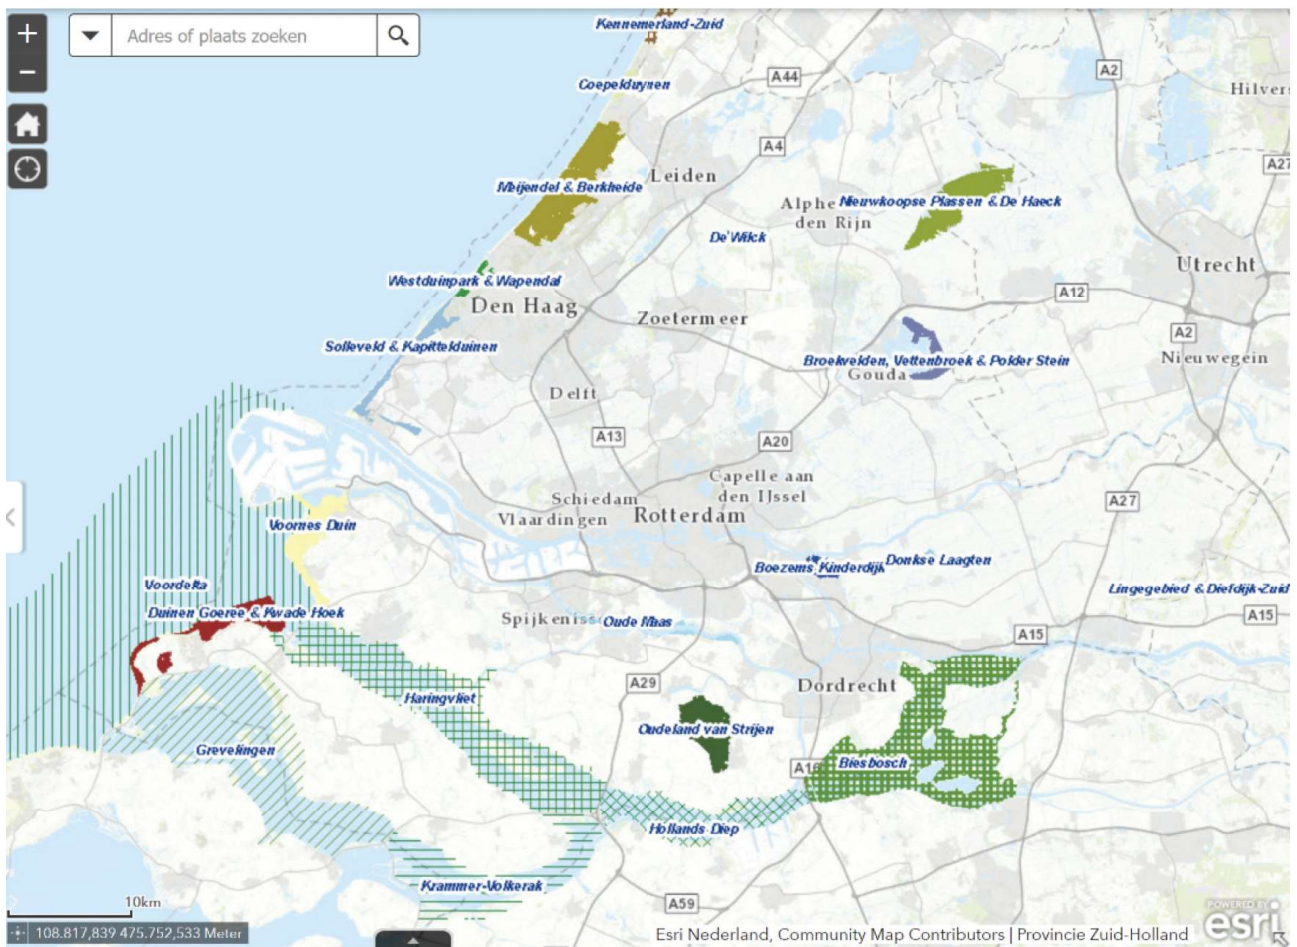 +
Adres of plaats zoeken
−
Kennemerland-Zuid
Coepelduynen
A44
A2
Hilvers
A4
A27
Leiden
Meijendel & Berkheide
Alphe
den Rijn
Nieuwkoopse Plassen & De Haeck
De Wilck
Utrecht
Westduinpark & Wapendal
Den Haag
A12
Zoetermeer
A2
Solleveld & Kapittelduinen
Nieuwegein
Broekvelden, Vettenbroek & Polder Stein
Gouda
Delft
A13
A20
Capelle aan
den IJssel
A27
Schiedam
Vlaardingen
Rotterdam
Voornes Duin
Boezems Kinderdijk
Donkse Laagten
Voordelta
Lingegebied & Diefdijk-Zuid
Duinen Goeree & Kwade Hoek
Spijkeniss
Oude Maas
A15
A15
A29
Dordrecht
Haringvliet
Oudeland van Strijen
Grevelingen
Biesbosch
A16
Hollands Diep
Krammer-Volkerak
10km
A59
POWERED BY
esri
108.817,839 475.752,533 Meter
Esri Nederland, Community Map Contributors | Provincie Zuid-Holland